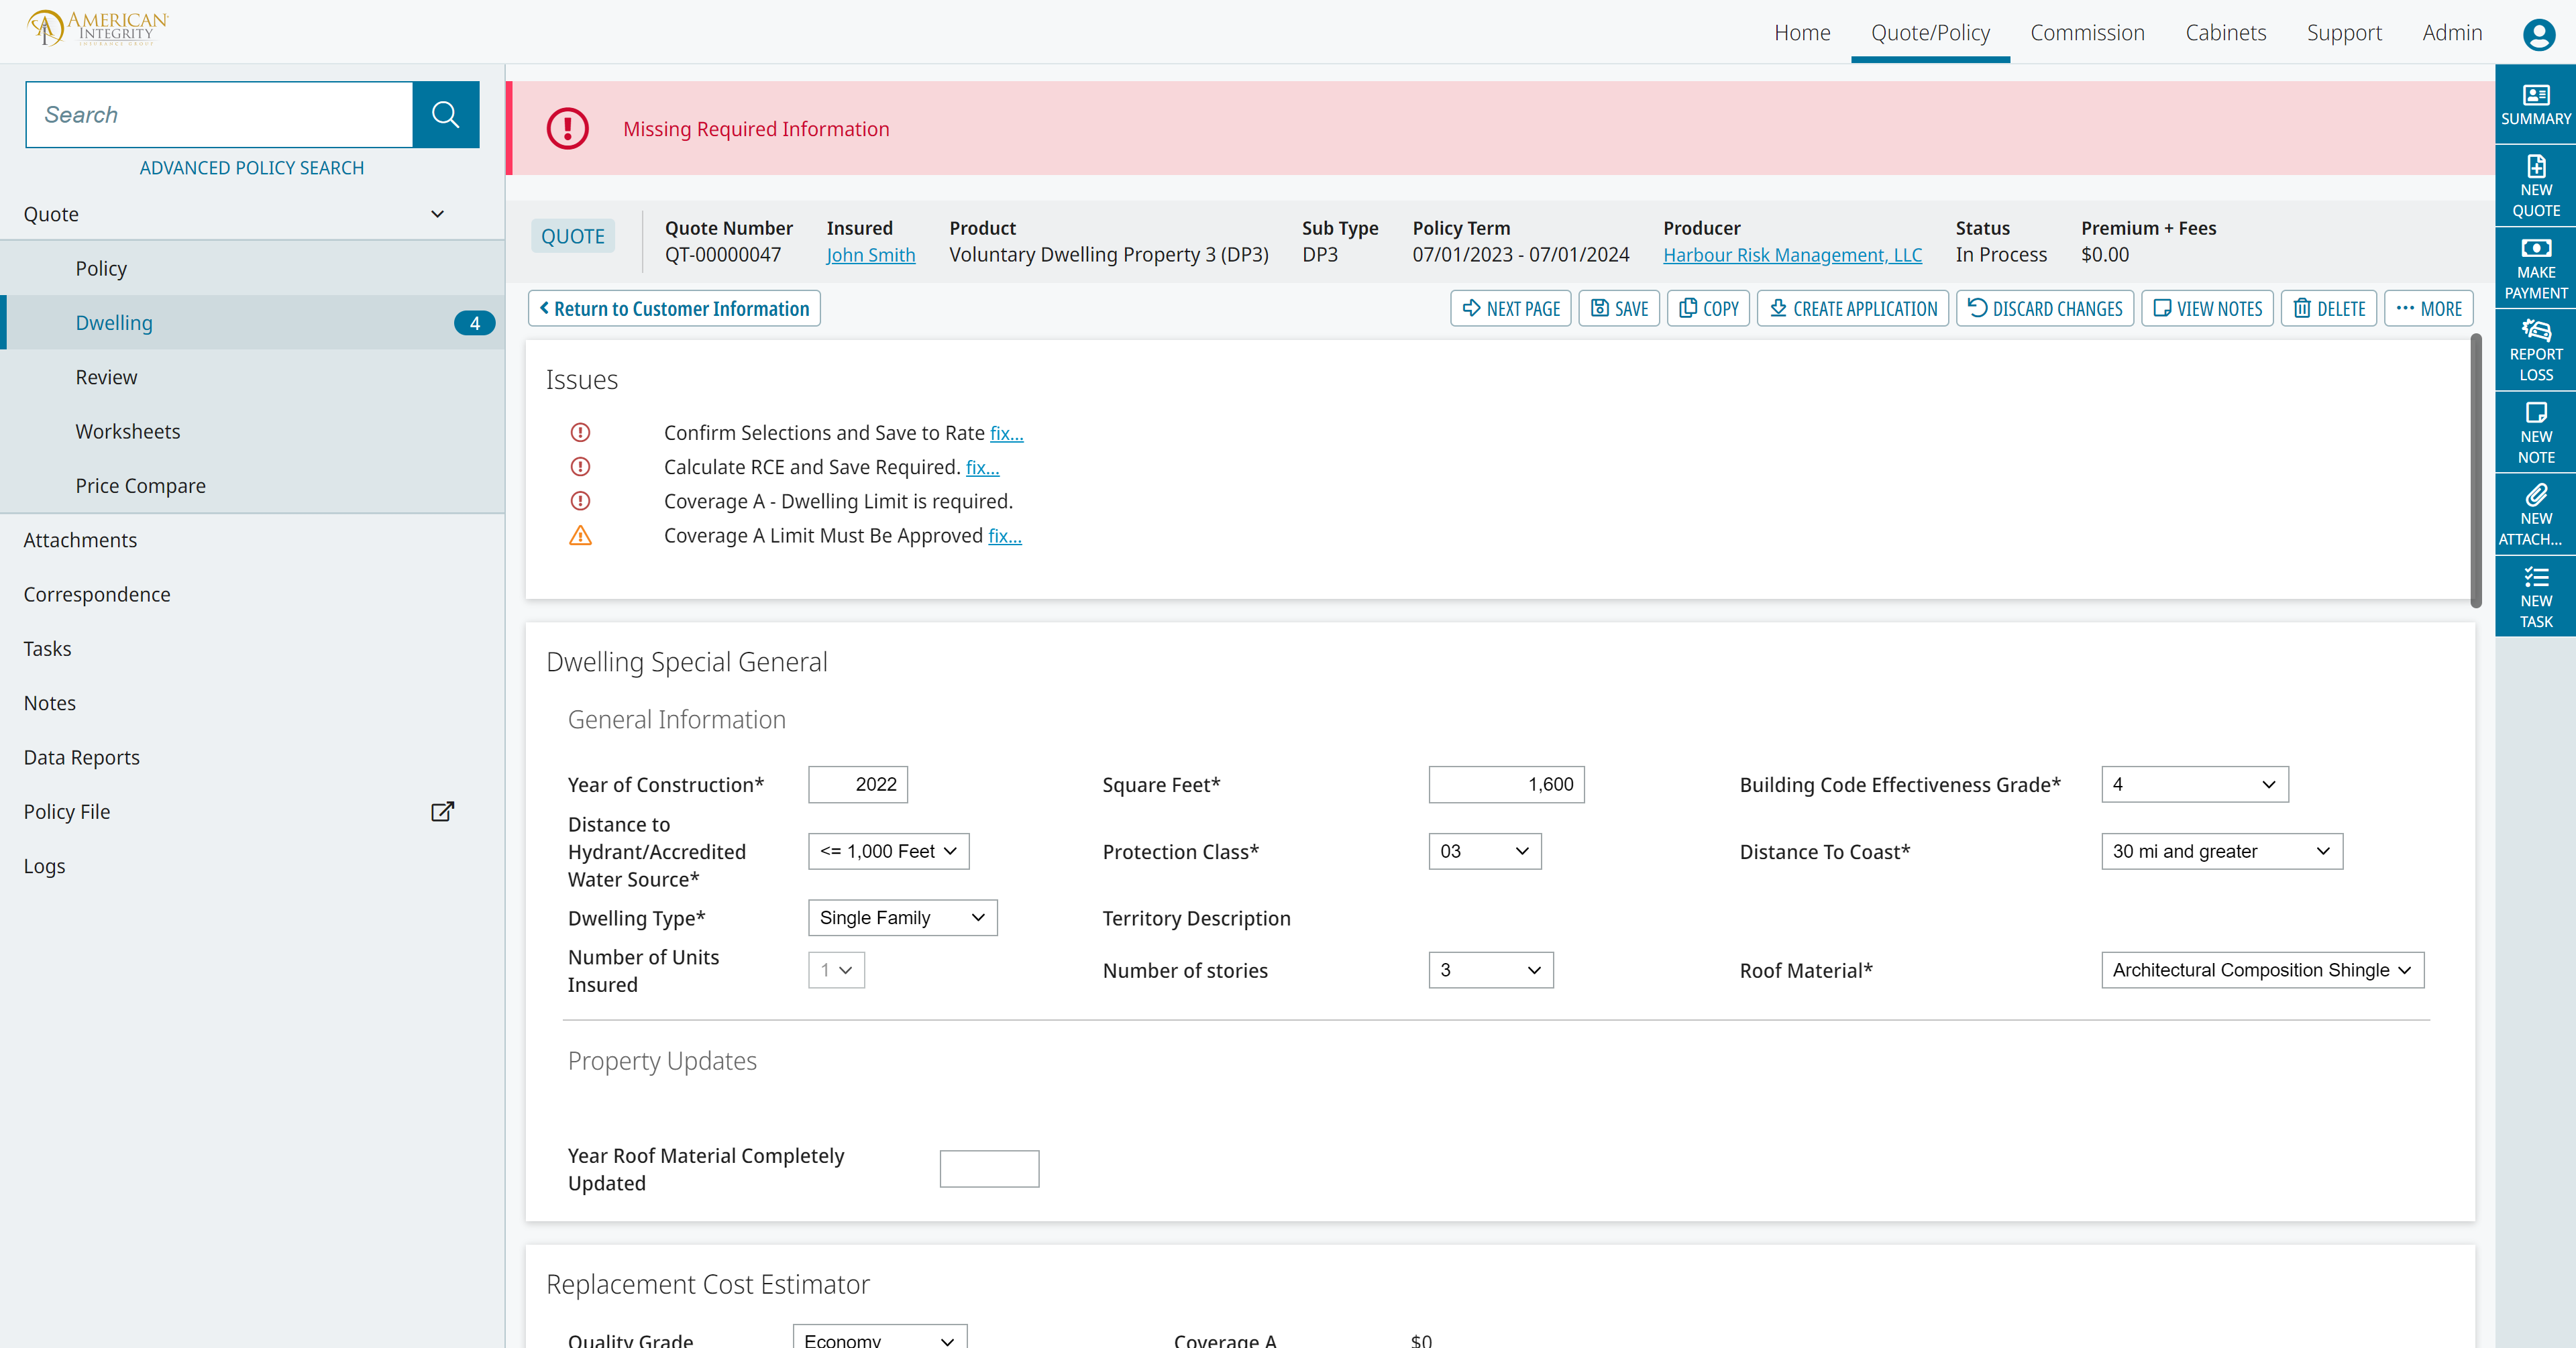 AMERICAN
INTEGRITY
INSURANCE GROUP
Home
Quote/Policy
Commission
Cabinets
Support
Admin
Search
ADVANCED POLICY SEARCH
Quote
Policy
Dwelling
4
Review
Worksheets
Price Compare
Attachments
Correspondence
Tasks
Notes
Data Reports
Policy File
Logs
Missing Required Information
QUOTE
Quote Number
QT-00000047
Insured
John Smith
Product
Voluntary Dwelling Property 3 (DP3)
Sub Type
DP3
Policy Term
07/01/2023 - 07/01/2024
Producer
Harbour Risk Management, LLC
Status
In Process
Premium + Fees
$0.00
Return to Customer Information
NEXT PAGE
SAVE
COPY
CREATE APPLICATION
DISCARD CHANGES
VIEW NOTES
DELETE
MORE
Issues
Confirm Selections and Save to Rate fix...
Calculate RCE and Save Required. fix...
Coverage A - Dwelling Limit is required.
Coverage A Limit Must Be Approved fix...
Dwelling Special General
General Information
Year of Construction*
2022
Square Feet*
1,600
Building Code Effectiveness Grade*
4
Distance to
Hydrant/Accredited
Water Source*
<= 1,000 Feet
Protection Class*
03
Distance To Coast*
30 mi and greater
Dwelling Type*
Single Family
Territory Description
Number of Units
Insured
1
Number of stories
3
Roof Material*
Architectural Composition Shingle
Property Updates
Year Roof Material Completely
Updated
Replacement Cost Estimator
Quality Grade
Economy
Coverage A
$0
SUMMARY
NEW
QUOTE
MAKE
PAYMENT
REPORT
LOSS
NEW
NOTE
NEW
ATTACH...
NEW
TASK